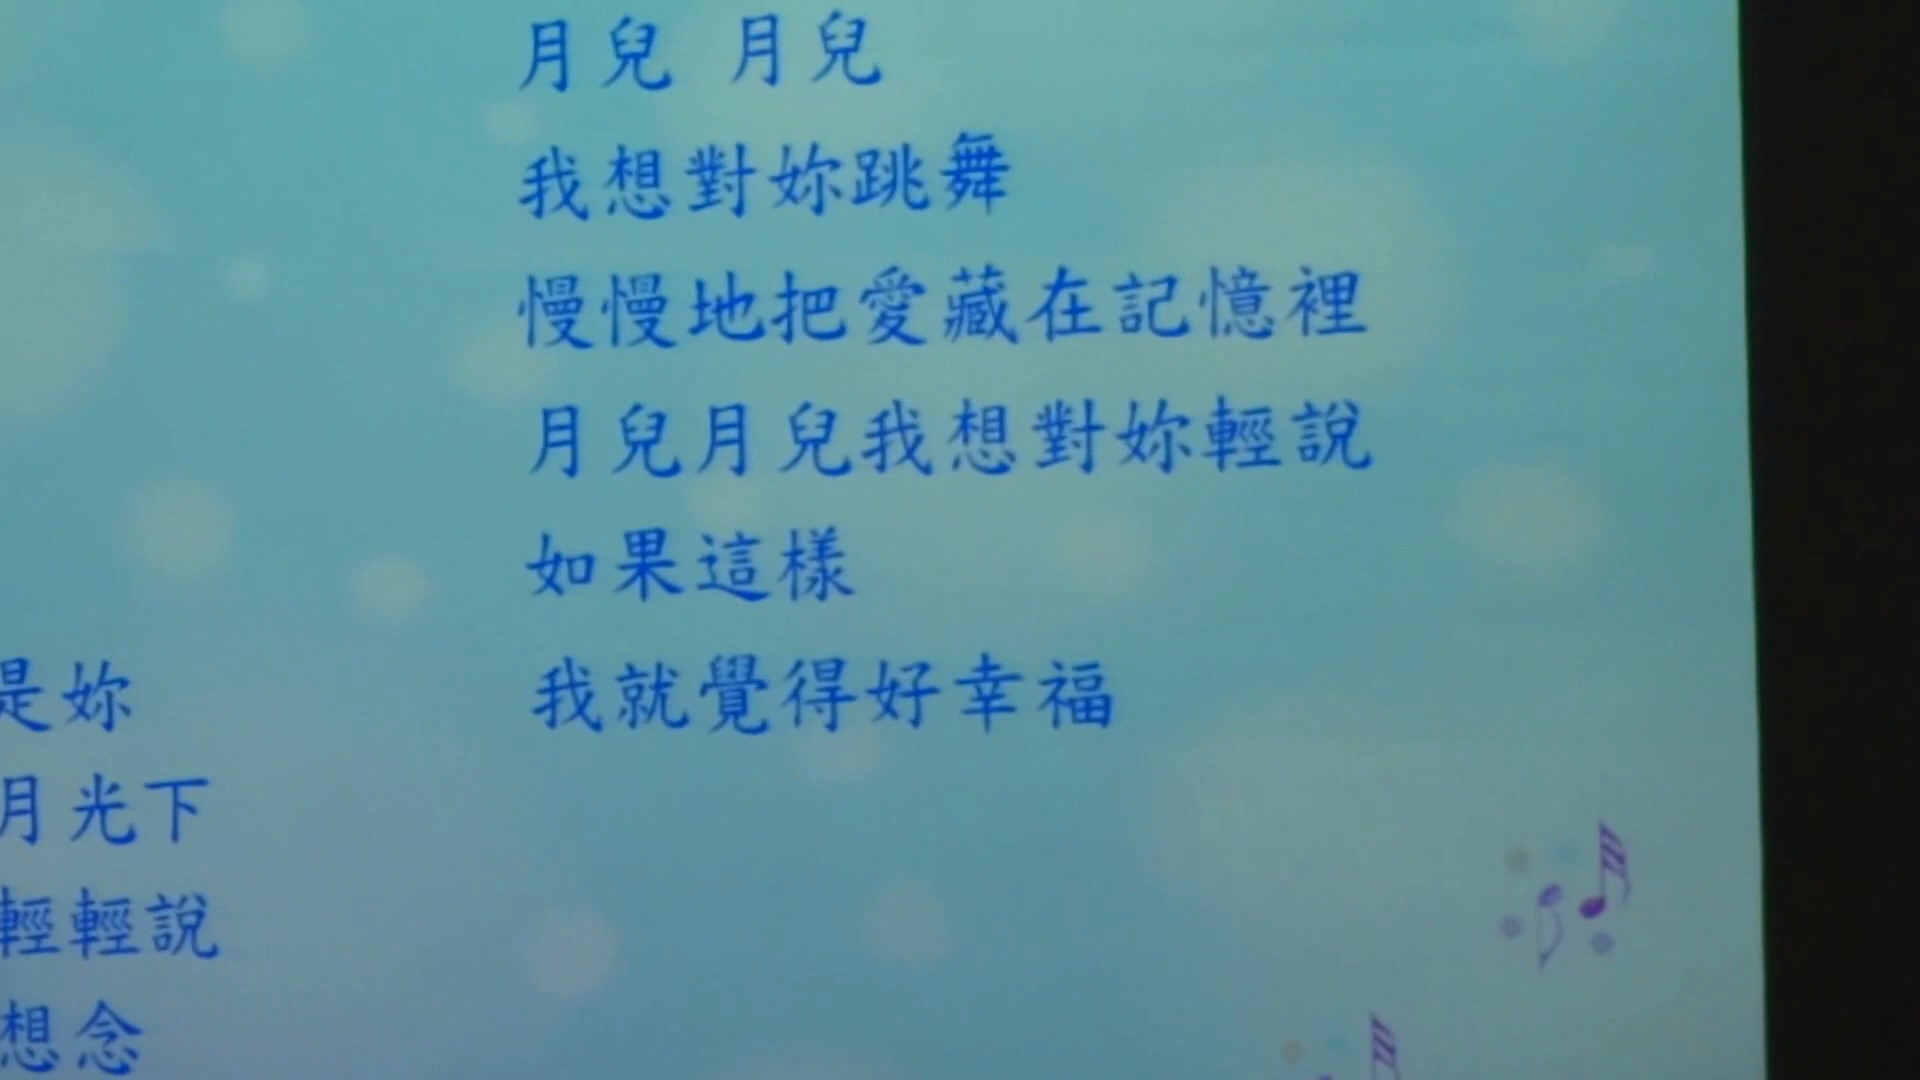 月兒 月兒
我想對妳跳舞
慢慢地把愛藏在記憶裡
月兒月兒我想對妳輕說
如果這樣
我就覺得好幸福
是妳
月光下
輕輕說
想念